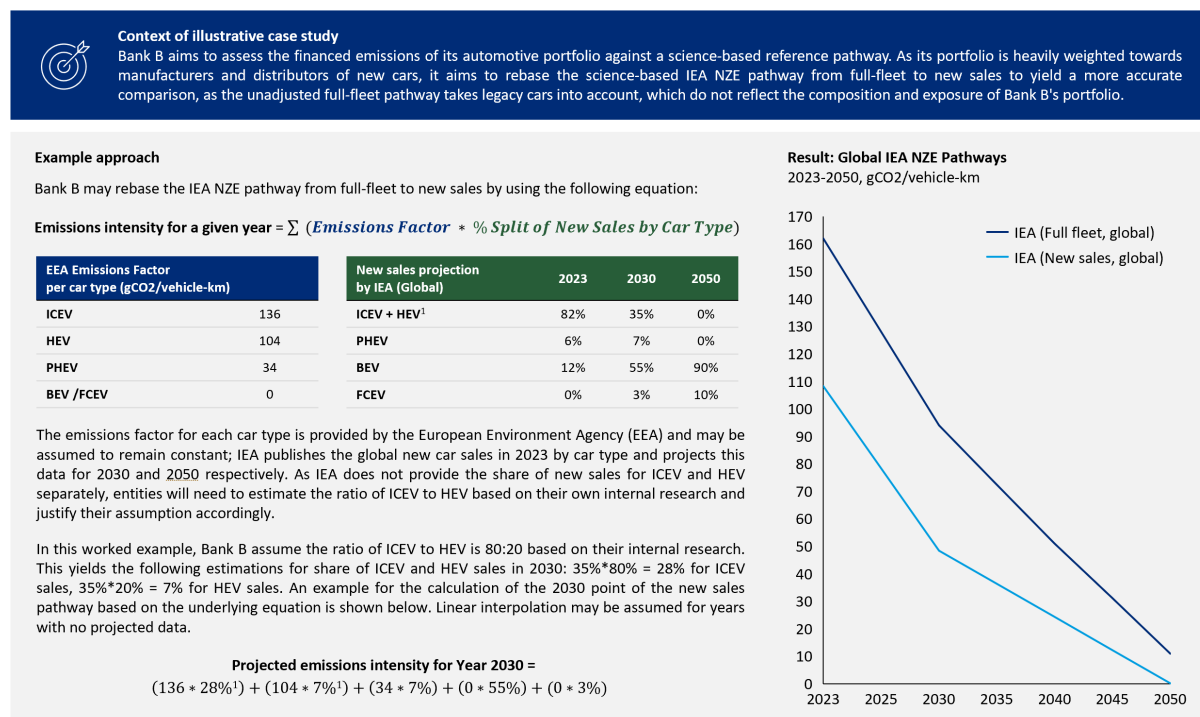 Context of illustrative case study
Bank B aims to assess the financed emissions of its automotive portfolio against a science-based reference pathway. As its portfolio is heavily weighted towards
manufacturers and distributors of new cars, it aims to rebase the science-based IEA NZE pathway from full-fleet to new sales to yield a more accurate
comparison, as the unadjusted full-fleet pathway takes legacy cars into account, which do not reflect the composition and exposure of Bank B's portfolio.
Example approach
Bank B may rebase the IEA NZE pathway from full-fleet to new sales by using the following equation:
Emissions intensity for a given year = ∑ (Emissions Factor * % Split of New Sales by Car Type)
EEA Emissions Factor
per car type (gCO2/vehicle-km)
ICEV 136
HEV 104
PHEV 34
BEV /FCEV 0
New sales projection
by IEA (Global) 2023 2030 2050
ICEV + HEV¹ 82% 35% 0%
PHEV 6% 7% 0%
BEV 12% 55% 90%
FCEV 0% 3% 10%
The emissions factor for each car type is provided by the European Environment Agency (EEA) and may be
assumed to remain constant; IEA publishes the global new car sales in 2023 by car type and projects this
data for 2030 and 2050 respectively. As IEA does not provide the share of new sales for ICEV and HEV
separately, entities will need to estimate the ratio of ICEV to HEV based on their own internal research and
justify their assumption accordingly.
In this worked example, Bank B assume the ratio of ICEV to HEV is 80:20 based on their internal research.
This yields the following estimations for share of ICEV and HEV sales in 2030: 35%*80% = 28% for ICEV
sales, 35%*20% = 7% for HEV sales. An example for the calculation of the 2030 point of the new sales
pathway based on the underlying equation is shown below. Linear interpolation may be assumed for years
with no projected data.
Projected emissions intensity for Year 2030 =
(136 * 28%¹) + (104 * 7%¹) + (34 * 7%) + (0 * 55%) + (0 * 3%)
Result: Global IEA NZE Pathways
2023-2050, gCO2/vehicle-km
IEA (Full fleet, global)
IEA (New sales, global)
170
160
150
140
130
120
110
100
90
80
70
60
50
40
30
20
10
0
2023 2025 2030 2035 2040 2045 2050